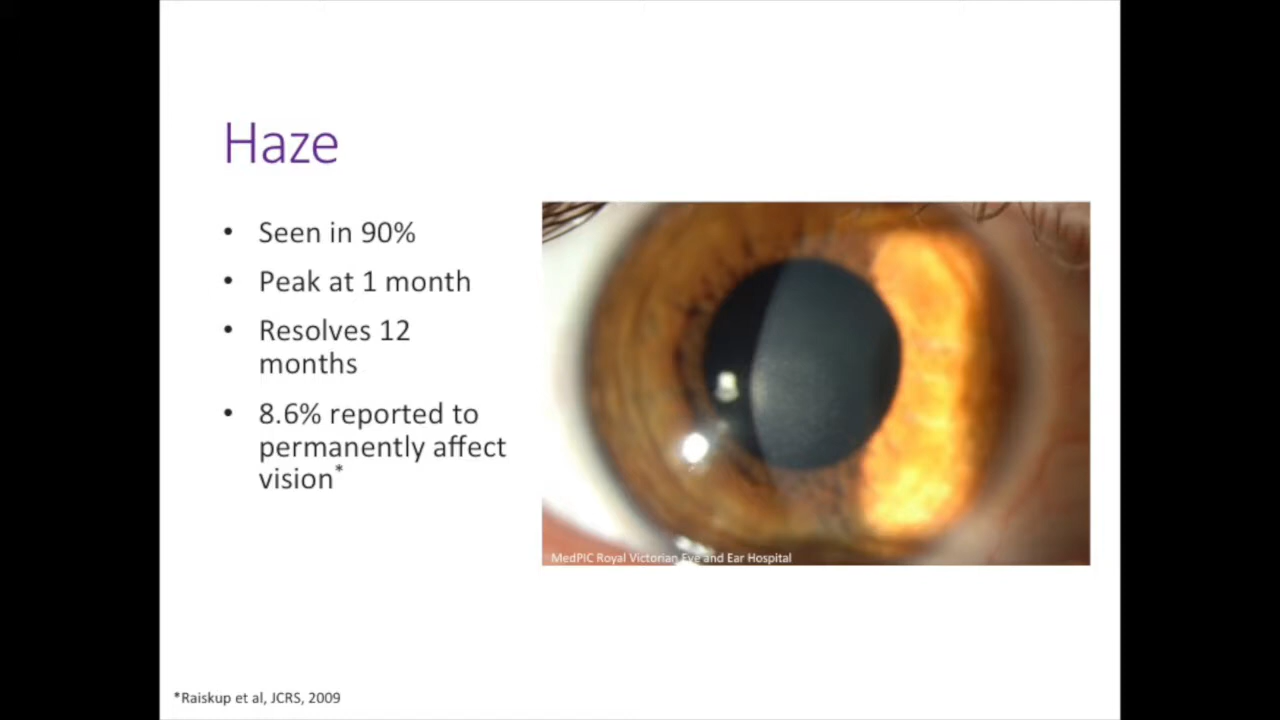 Haze
• Seen in 90%
• Peak at 1 month
• Resolves 12
months
• 8.6% reported to
permanently affect
vision*
MedPIC Royal Victorian Eye and Ear Hospital
*Raiskup et al, JCRS, 2009